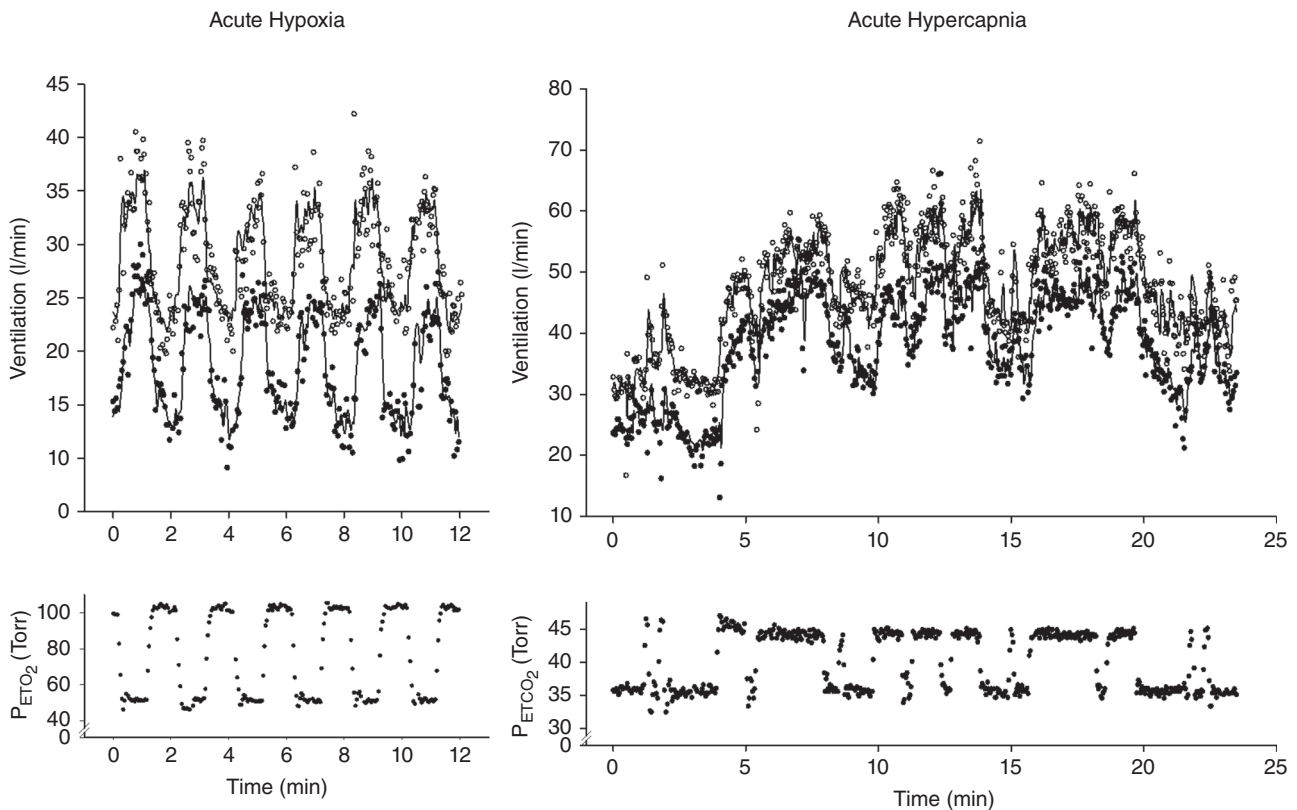 Acute Hypoxia
Acute Hypercapnia
Ventilation (l/min)
45
40
35
30
25
20
15
10
5
0
0 2 4 6 8 10 12
Ventilation (l/min)
80
70
60
50
40
30
20
10
0 5 10 15 20 25
PETO2 (Torr)
100
80
60
40
0
0 2 4 6 8 10 12
Time (min)
PETCO2 (Torr)
45
40
35
30
0
0 5 10 15 20 25
Time (min)